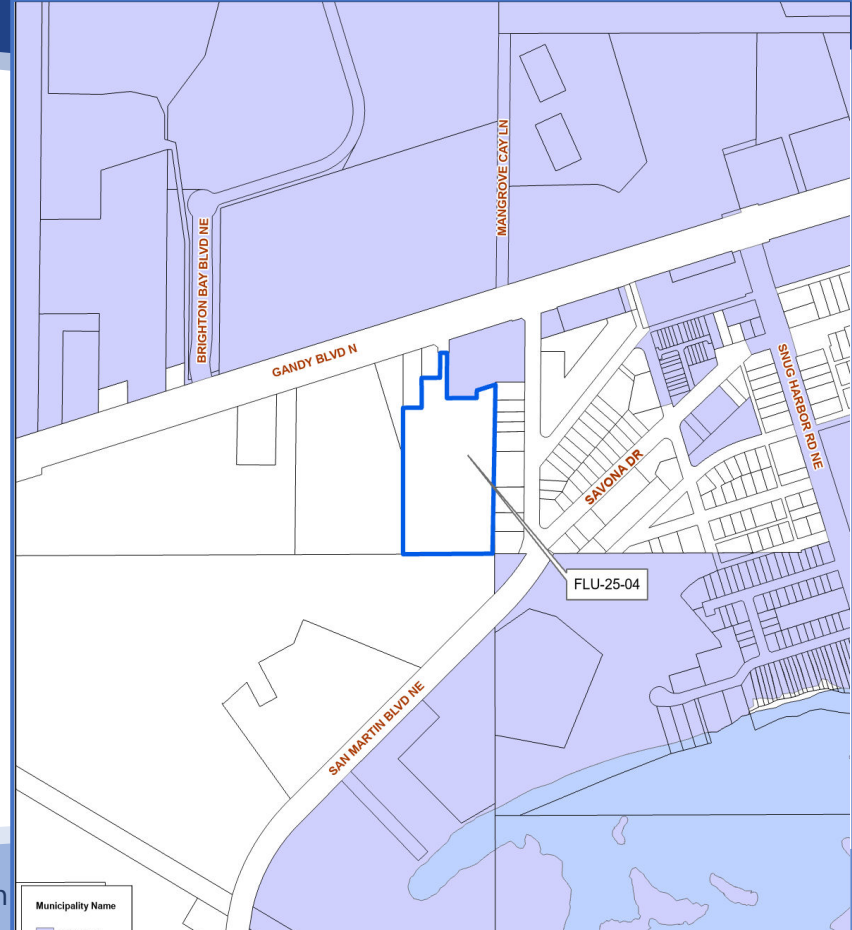 MANGROVE CAY LN
BRIGHTON BAY BLVD NE
GANDY BLVD N
SNUG HARBOR RD NE
SAVONA DR
FLU-25-04
SAN MARTIN BLVD NE
n
Municipality Name